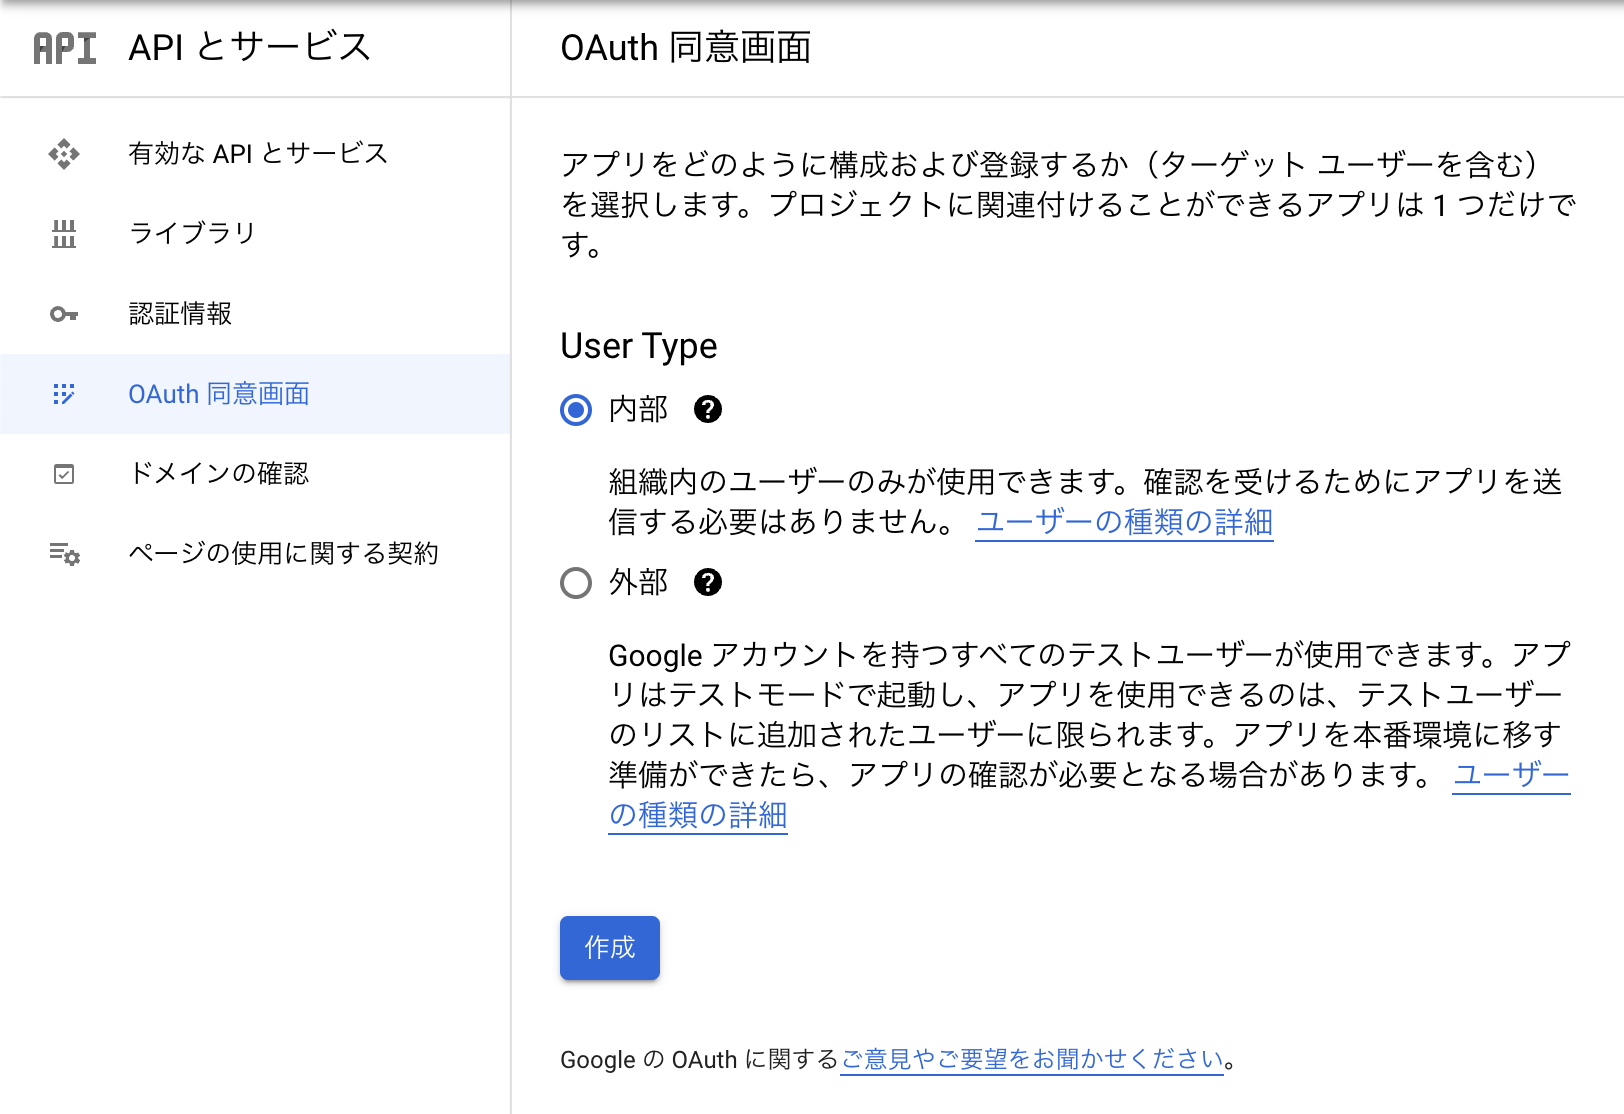 API API とサービス
OAuth 同意画面
有効な API とサービス
ライブラリ
認証情報
OAuth 同意画面
ドメインの確認
ページの使用に関する契約
アプリをどのように構成および登録するか（ターゲット ユーザーを含む）
を選択します。プロジェクトに関連付けることができるアプリは 1 つだけで
す。
User Type
内部
組織内のユーザーのみが使用できます。確認を受けるためにアプリを送
信する必要はありません。 ユーザーの種類の詳細
外部
Google アカウントを持つすべてのテストユーザーが使用できます。アプ
リはテストモードで起動し、アプリを使用できるのは、テストユーザー
のリストに追加されたユーザーに限られます。アプリを本番環境に移す
準備ができたら、アプリの確認が必要となる場合があります。 ユーザー
の種類の詳細
作成
Google の OAuth に関するご意見やご要望をお聞かせください。